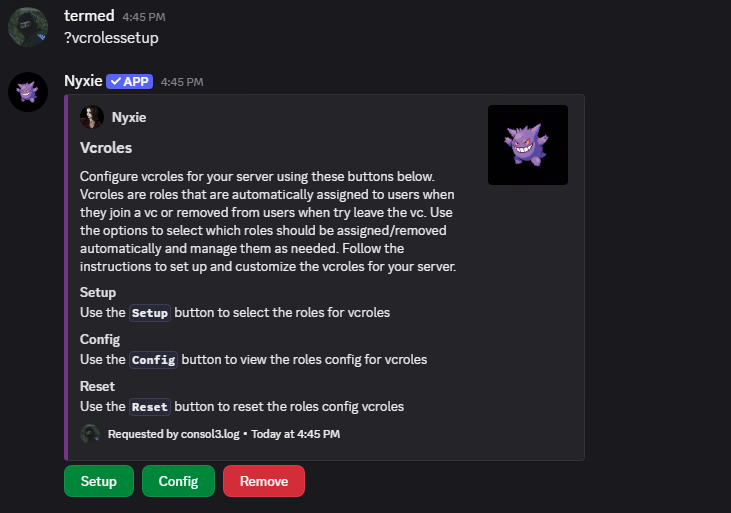 termed 4:45 PM
?vcrolessetup
Nyxie ✓ APP 4:45 PM
Nyxie
Vcroles
Configure vcroles for your server using these buttons below.
Vcroles are roles that are automatically assigned to users when
they join a vc or removed from users when try leave the vc. Use
the options to select which roles should be assigned/removed
automatically and manage them as needed. Follow the
instructions to set up and customize the vcroles for your server.
Setup
Use the Setup button to select the roles for vcroles
Config
Use the Config button to view the roles config for vcroles
Reset
Use the Reset button to reset the roles config vcroles
Requested by consol3.log • Today at 4:45 PM
Setup Config Remove